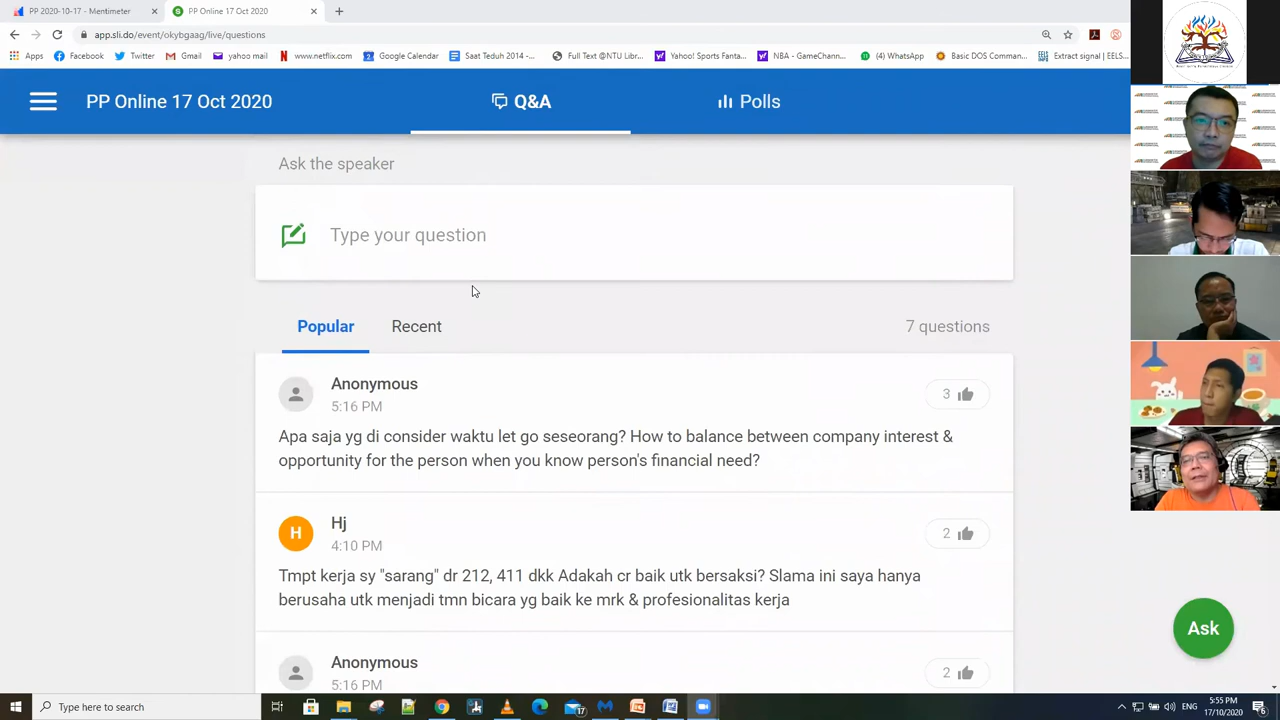 PP 2020-10-17 - Mentimeter
PP Online 17 Oct 2020
app.sli.do/event/okybgaag/live/questions
Apps
Facebook
Twitter
Gmail
yahoo mail
www.netflix.com
Google Calendar
Saat Teduh 2014 -...
Full Text @NTU Libr...
Yahoo! Sports Fant...
NBA - GameChann...
(4) WhatsApp
Basic DOS Comman...
Extract signal | EELS...
PP Online 17 Oct 2020
Q&A
Polls
Ask the speaker
Type your question
Popular
Recent
7 questions
Anonymous
5:16 PM
3
Apa saja yg di consider waktu let go seseorang? How to balance between company interest &
opportunity for the person when you know person's financial need?
H
Hj
4:10 PM
2
Tmpt kerja sy "sarang" dr 212, 411 dkk Adakah cr baik utk bersaksi? Slama ini saya hanya
berusaha utk menjadi tmn bicara yg baik ke mrk & profesionalitas kerja
Anonymous
5:16 PM
2
Ask
Type here to search
17
ENG
5:55 PM
17/10/2020
6